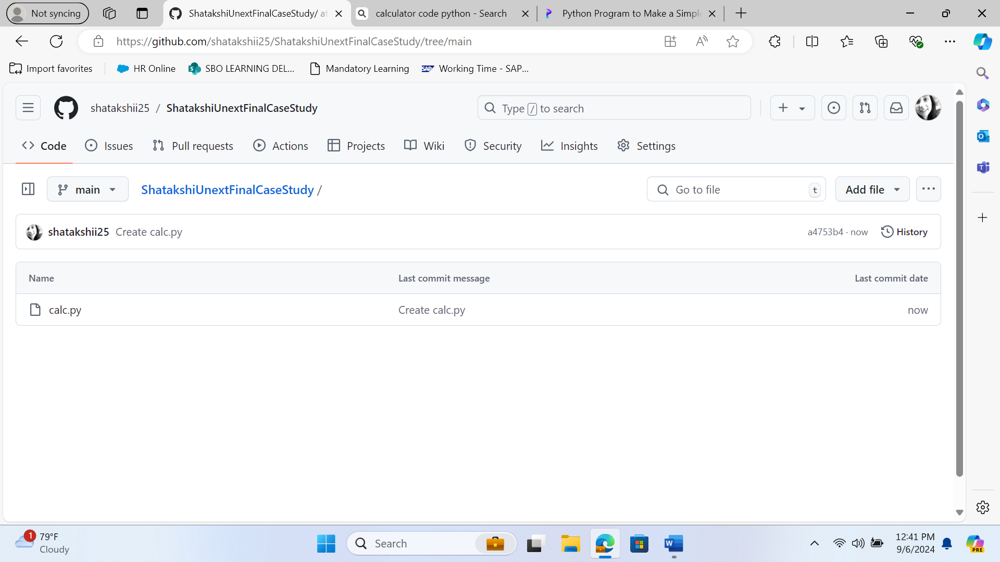 Not syncing
ShatakshiUnextFinalCaseStudy/ at
calculator code python - Search
Python Program to Make a Simple
https://github.com/shatakshii25/ShatakshiUnextFinalCaseStudy/tree/main
Import favorites
HR Online
SBO LEARNING DEL...
Mandatory Learning
Working Time - SAP...
shatakshii25 / ShatakshiUnextFinalCaseStudy
Type / to search
Code
Issues
Pull requests
Actions
Projects
Wiki
Security
Insights
Settings
main
ShatakshiUnextFinalCaseStudy /
Go to file
t
Add file
shatakshii25 Create calc.py
a4753b4 · now
History
Name
Last commit message
Last commit date
calc.py
Create calc.py
now
1
79°F
Cloudy
Search
12:41 PM
9/6/2024
PRE